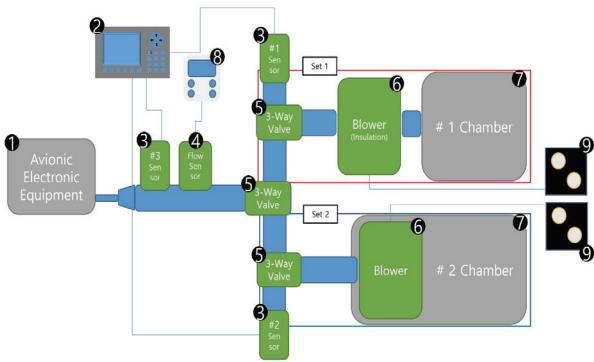 2
3
#1
Sen
sor
8
Set 1
6
7
5
3-Way
Valve
Blower
(Insulation)
# 1 Chamber
1
Avionic
Electronic
Equipment
3
#3
Sen
sor
4
Flow
Sen
sor
9
5
3-Way
Valve
Set 2
6
7
5
3-Way
Valve
Blower
# 2 Chamber
9
3
#2
Sen
sor